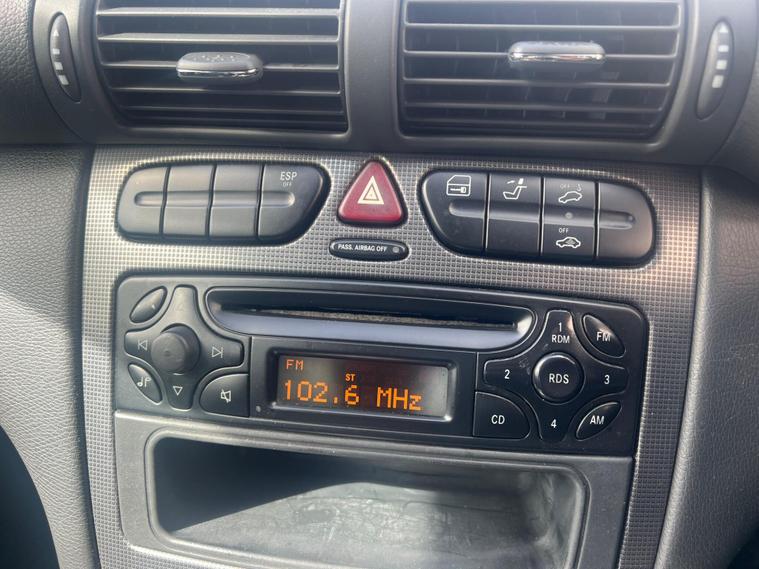 ESP
OFF
OFF
OFF
PASS. AIRBAG OFF
1
RDM
FM
2
RDS
3
CD
4
AM
FM
ST
102.6 MHz